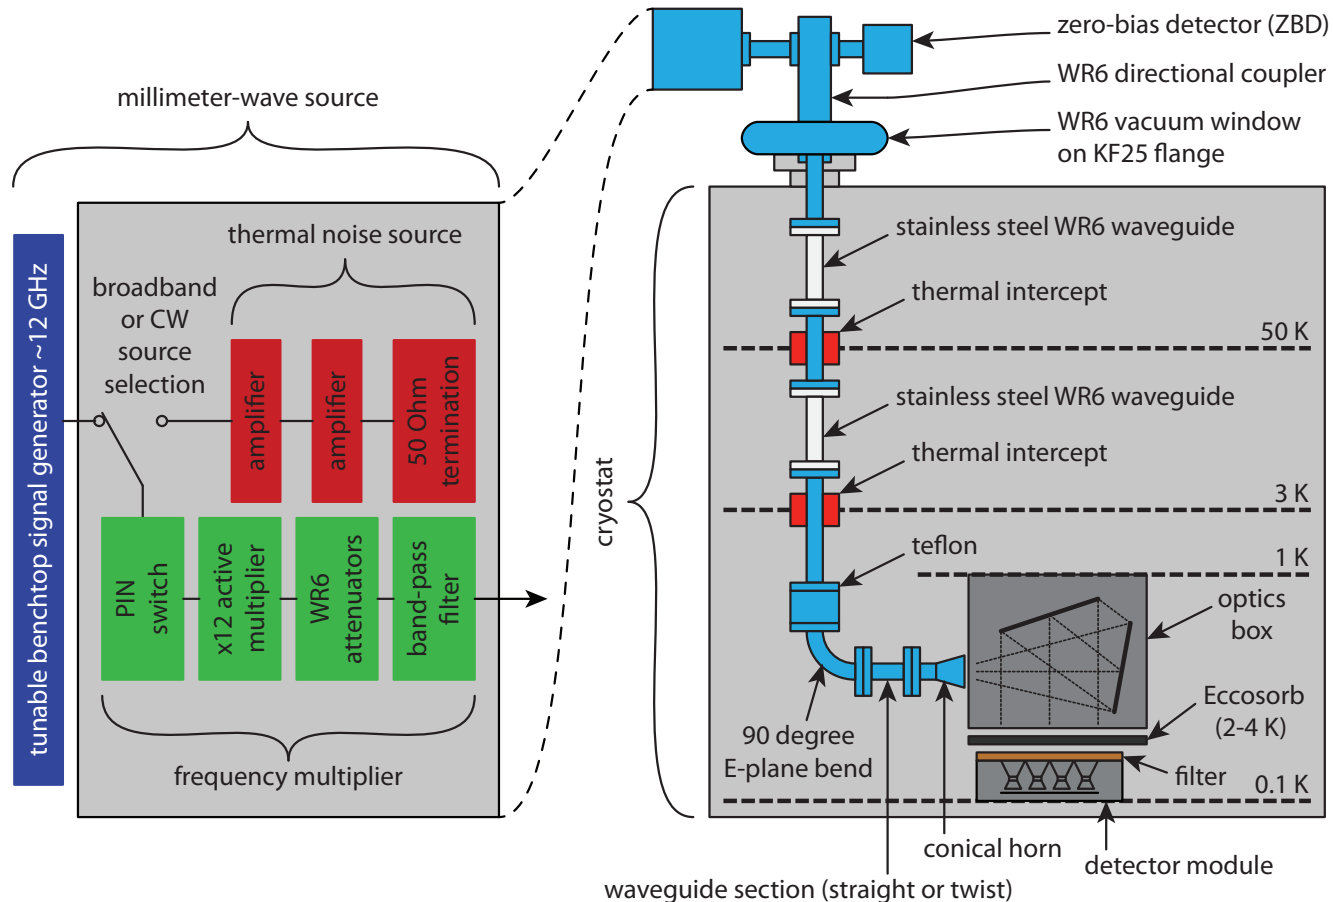 millimeter-wave source
tunable benchtop signal generator ~12 GHz
thermal noise source
broadband
or CW
source
selection
amplifier
amplifier
50 Ohm
termination
PIN
switch
x12 active
multiplier
WR6
attenuators
band-pass
filter
frequency multiplier
zero-bias detector (ZBD)
WR6 directional coupler
WR6 vacuum window
on KF25 flange
cryostat
stainless steel WR6 waveguide
thermal intercept
50 K
stainless steel WR6 waveguide
thermal intercept
3 K
teflon
1 K
optics
box
Eccosorb
(2-4 K)
90 degree
E-plane bend
filter
0.1 K
conical horn
detector module
waveguide section (straight or twist)